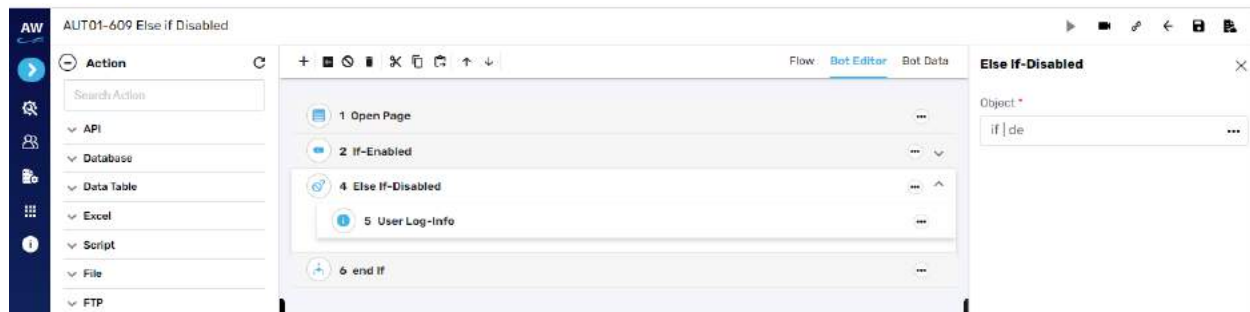 AW
AUT01-609 Else if Disabled
Action
Search Action
API
Database
Data Table
Excel
Script
File
FTP
Flow Bot Editor Bot Data
1 Open Page
2 If-Enabled
4 Else If-Disabled
5 User Log-Info
6 end If
Else If-Disabled
Object *
if | de